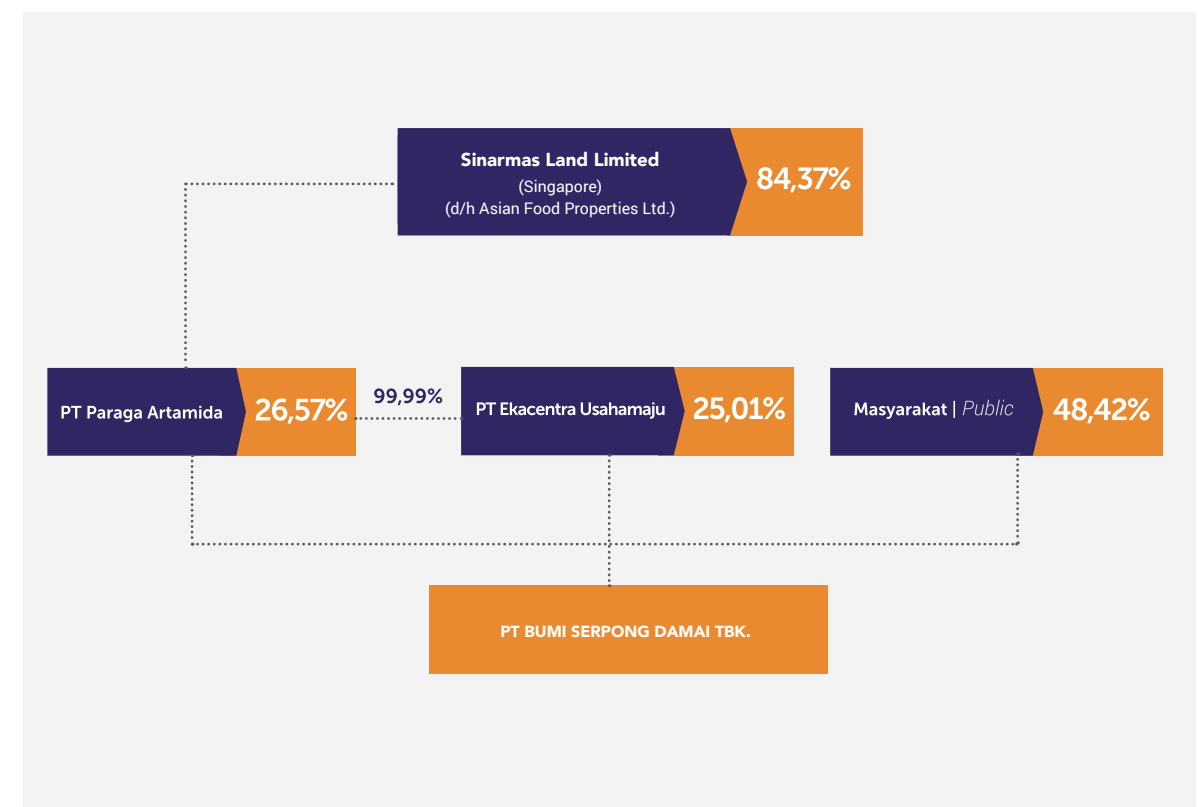 Sinarmas Land Limited
(Singapore)
(d/h Asian Food Properties Ltd.)
84,37%
PT Paraga Artamida
26,57%
99,99%
PT Ekacentra Usahamaju
25,01%
Masyarakat | Public
48,42%
PT BUMI SERPONG DAMAI TBK.